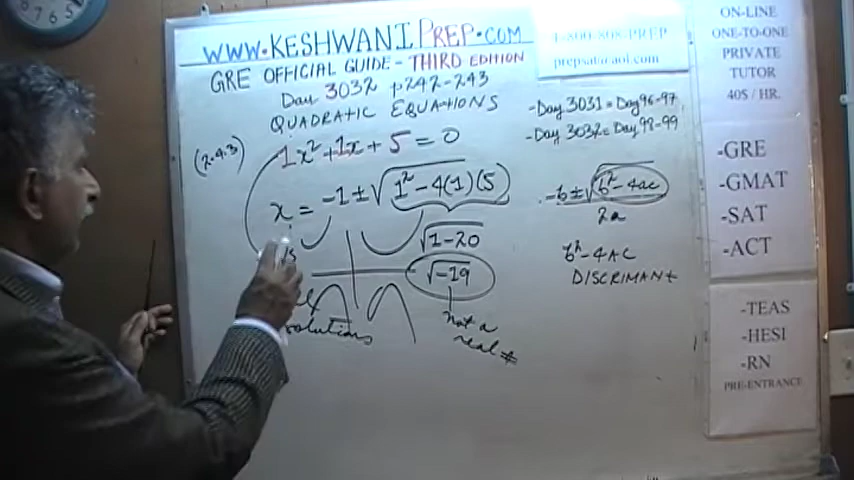 WWW.KESHWANIPREP.COM
GRE OFFICIAL GUIDE - THIRD EDITION
Day 3032 p242-243
QUADRATIC EQUATIONS
(2.4.3)
1x² + 1x + 5 = 0
x = -1 ± √1² - 4(1)(5)
√1-20
√-19
solutions
not a
real #
1-800-808-PREP
prepsat@aol.com
-Day 3031 = Day 96-97
-Day 3032 = Day 98-99
-b ± √b² - 4ac
2a
b² - 4AC
DISCRIMANT
ON-LINE
ONE-TO-ONE
PRIVATE
TUTOR
40$ / HR.
-GRE
-GMAT
-SAT
-ACT
-TEAS
-HESI
-RN
PRE-ENTRANCE